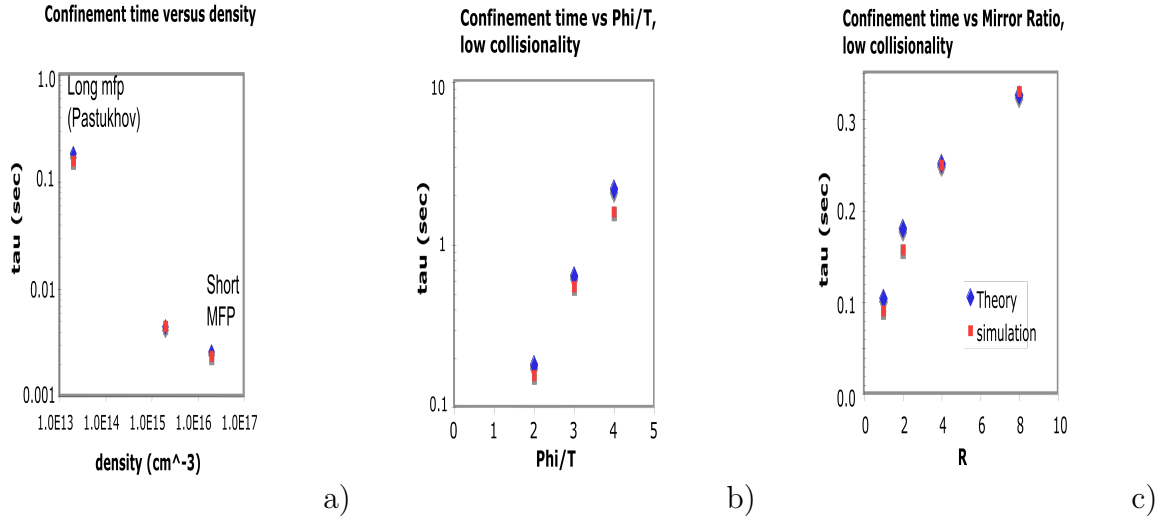 Confinement time versus density
1.0
0.1
0.01
0.001
tau (sec)
Long mfp
(Pastukhov)
Short
MFP
1.0E13 1.0E14 1.0E15 1.0E16 1.0E17
density (cm^-3)
a)
Confinement time vs Phi/T,
low collisionality
10
1
0.1
tau (sec)
0 1 2 3 4 5
Phi/T
b)
Confinement time vs Mirror Ratio,
low collisionality
0.3
0.2
0.1
0.0
tau (sec)
Theory
simulation
0 2 4 6 8 10
R
c)